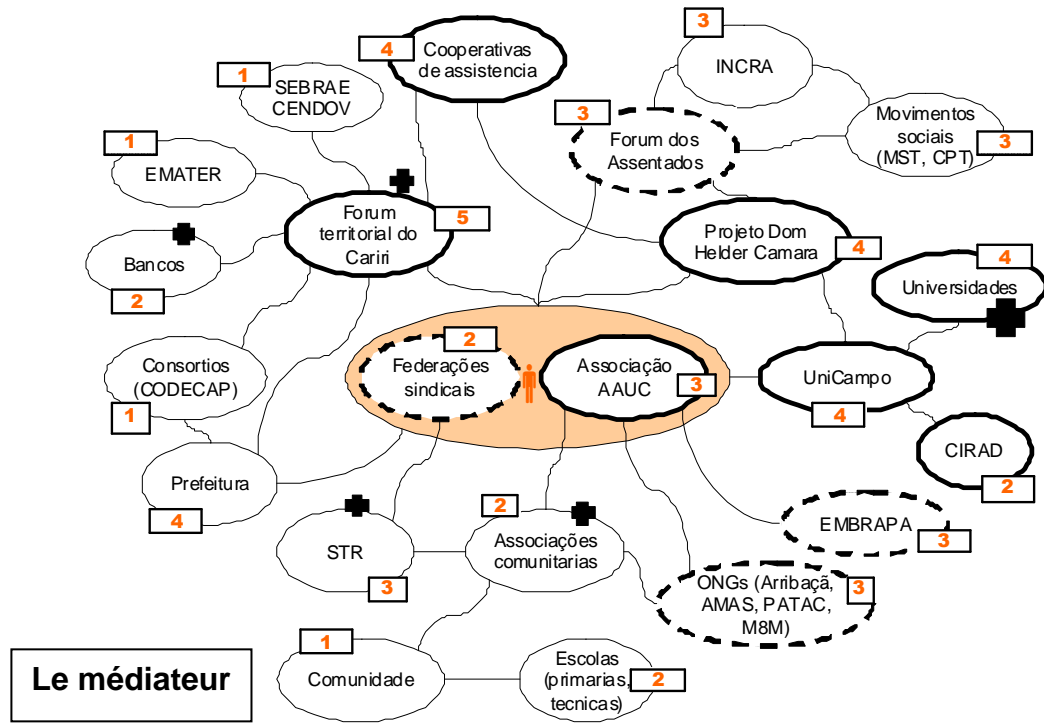 3
INCRA
4
Cooperativas
de assistencia
1
SEBRAE
CENDOV
3
Forum dos
Assentados
Movimentos
sociais
(MST, CPT)
3
1
EMATER
Forum
territorial do
Cariri
5
Projeto Dom
Helder Camara
4
4
Universidades
Bancos
2
Consortios
(CODECAP)
1
2
Federações
sindicais
Associação
AAUC
3
UniCampo
4
CIRAD
2
Prefeitura
4
STR
3
2
Associações
comunitarias
EMBRAPA
3
ONGs (Arribaçã,
AMAS, PATAC,
M8M)
3
1
Comunidade
Escolas
(primarias,
tecnicas)
2
Le médiateur